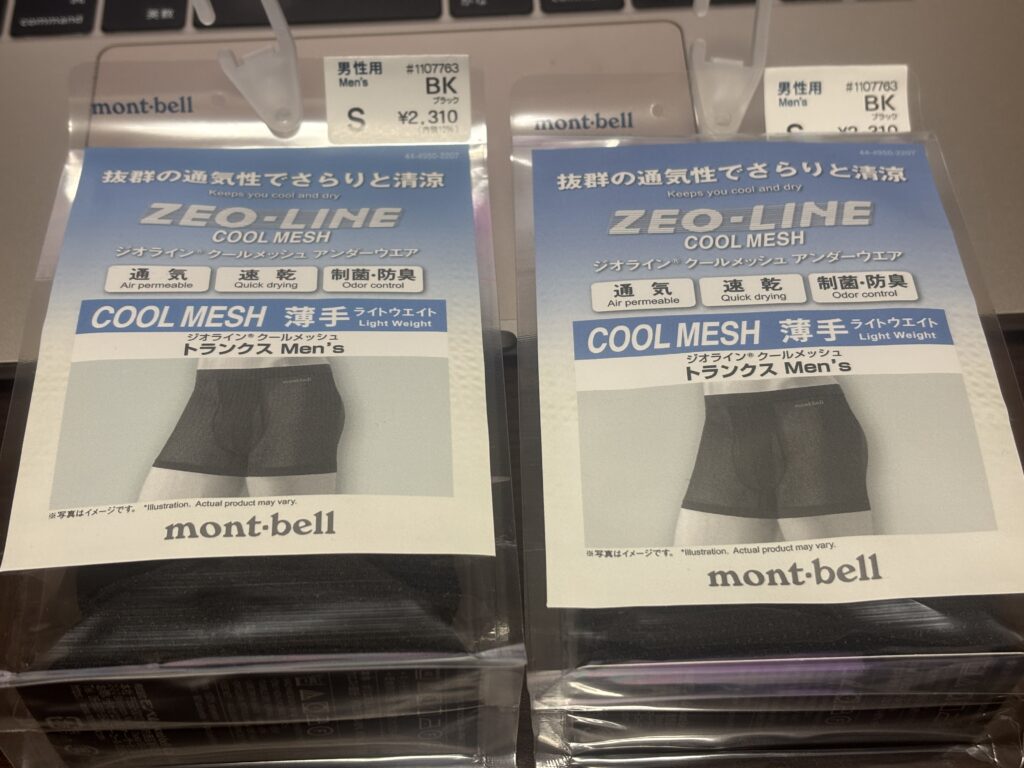 command
英数
かな
mont-bell
男性用
Men's
#1107763
BK
ブラック
S
¥2,310
44-4950-2207
抜群の通気性でさらりと清涼
Keeps you cool and dry
ZEO-LINE
COOL MESH
ジオライン® クールメッシュ アンダーウエア
通気
Air permeable
速乾
Quick drying
制菌・防臭
Odor control
COOL MESH 薄手 ライトウエイト
Light Weight
ジオライン® クールメッシュ
トランクス Men's
mont-bell
※写真はイメージです。 *Illustration. Actual product may vary.
mont-bell
mont-bell
男性用
Men's
#1107763
BK
ブラック
S
¥2,310
44-4950-2207
抜群の通気性でさらりと清涼
Keeps you cool and dry
ZEO-LINE
COOL MESH
ジオライン® クールメッシュ アンダーウエア
通気
Air permeable
速乾
Quick drying
制菌・防臭
Odor control
COOL MESH 薄手 ライトウエイト
Light Weight
ジオライン® クールメッシュ
トランクス Men's
mont-bell
※写真はイメージです。 *Illustration. Actual product may vary.
mont-bell